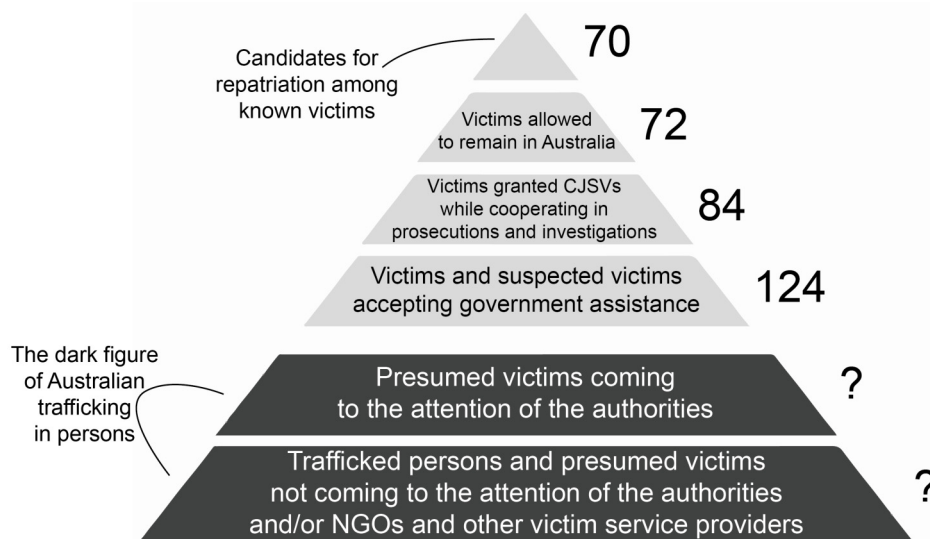 70
Candidates for
repatriation among
known victims
Victims allowed
to remain in Australia
72
Victims granted CJSVs
while cooperating in
prosecutions and investigations
84
Victims and suspected victims
accepting government assistance
124
The dark figure
of Australian
trafficking
in persons
Presumed victims coming
to the attention of the authorities
?
Trafficked persons and presumed victims
not coming to the attention of the authorities
and/or NGOs and other victim service providers
?